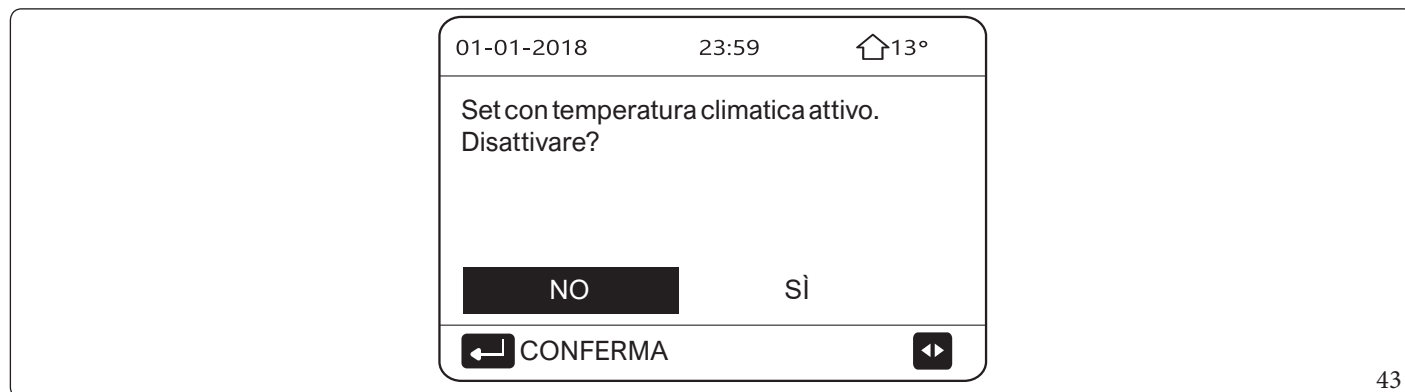 01-01-2018 23:59 13°
Set con temperatura climatica attivo.
Disattivare?
NO SÌ
CONFERMA
43